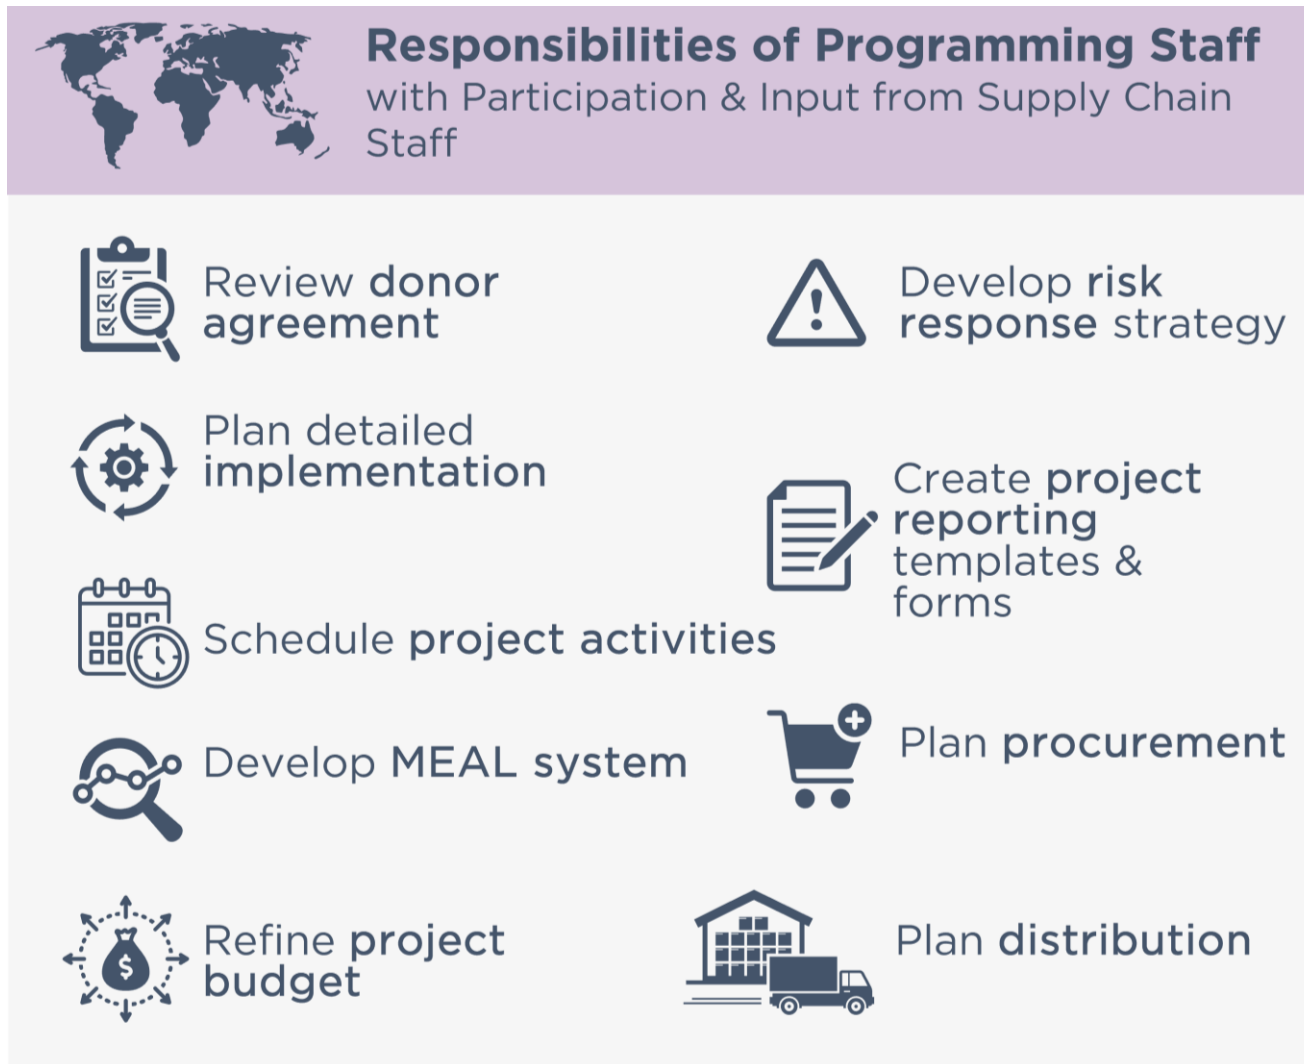 Responsibilities of Programming Staff
with Participation & Input from Supply Chain
Staff
Review donor
agreement
Plan detailed
implementation
Schedule project activities
Develop MEAL system
Refine project
budget
Develop risk
response strategy
Create project
reporting
templates &
forms
Plan procurement
Plan distribution